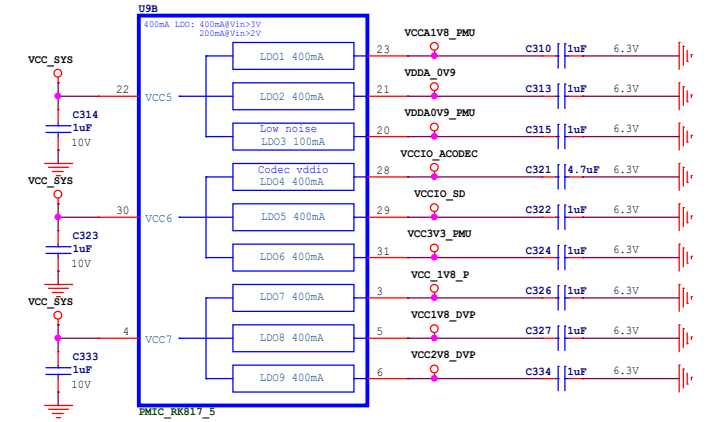 U9B
400mA LDO: 400mA@Vin>3V
200mA@Vin>2V
VCC_SYS
22
VCC5
C314
1uF
10V
LDO1 400mA
23
VCCA1V8_PMU
C310
1uF
6.3V
LDO2 400mA
21
VDDA_0V9
C313
1uF
6.3V
Low noise
LDO3 100mA
20
VDDA0V9_PMU
C315
1uF
6.3V
VCC_SYS
30
VCC6
C323
1uF
10V
Codec vddio
LDO4 400mA
28
VCCIO_ACODEC
C321
4.7uF
6.3V
LDO5 400mA
29
VCCIO_SD
C322
1uF
6.3V
LDO6 400mA
31
VCC3V3_PMU
C324
1uF
6.3V
VCC_SYS
4
VCC7
C333
1uF
10V
LDO7 400mA
3
VCC_1V8_P
C326
1uF
6.3V
LDO8 400mA
5
VCC1V8_DVP
C327
1uF
6.3V
LDO9 400mA
6
VCC2V8_DVP
C334
1uF
6.3V
PMIC_RK817_5